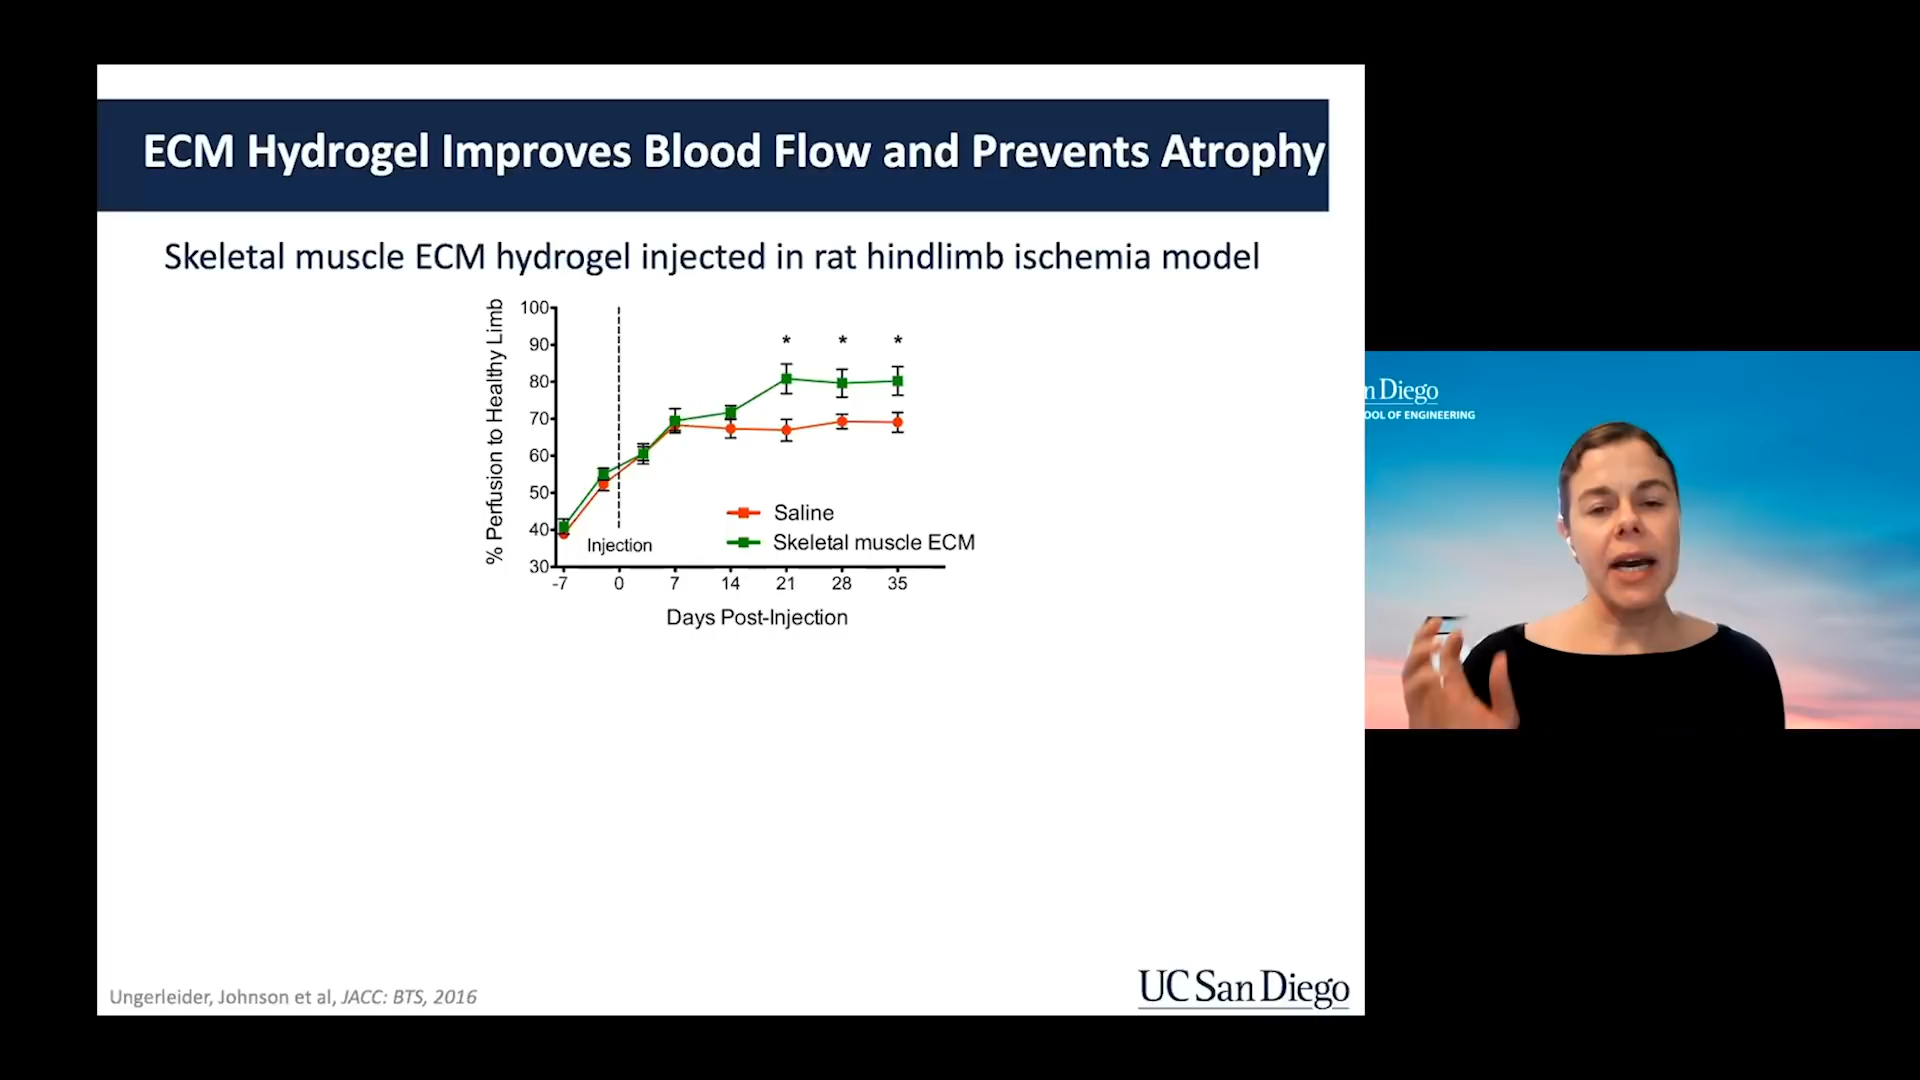 ECM Hydrogel Improves Blood Flow and Prevents Atrophy
Skeletal muscle ECM hydrogel injected in rat hindlimb ischemia model
% Perfusion to Healthy Limb
100
90
80
70
60
50
40
30
* * *
Injection
Saline
Skeletal muscle ECM
-7 0 7 14 21 28 35
Days Post-Injection
Ungerleider, Johnson et al, JACC: BTS, 2016
UC San Diego
n Diego
OOL OF ENGINEERING